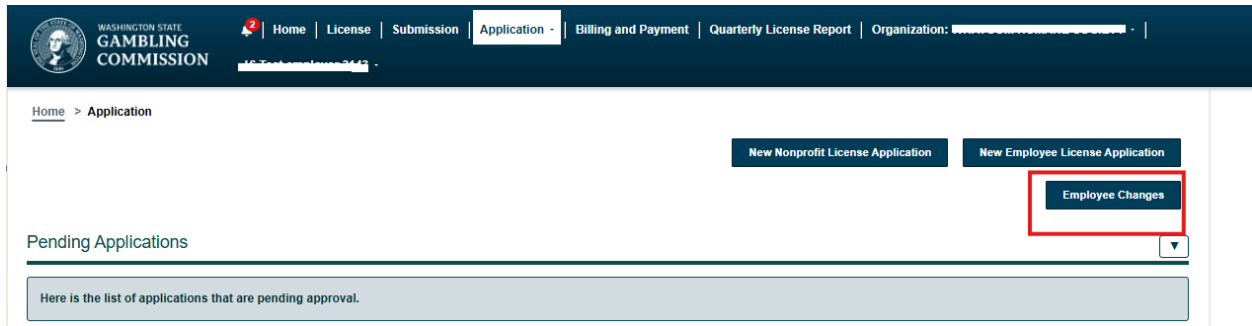 WASHINGTON STATE
GAMBLING
COMMISSION
2
Home | License | Submission | Application | Billing and Payment | Quarterly License Report | Organization:
Home > Application
New Nonprofit License Application
New Employee License Application
Employee Changes
Pending Applications
Here is the list of applications that are pending approval.